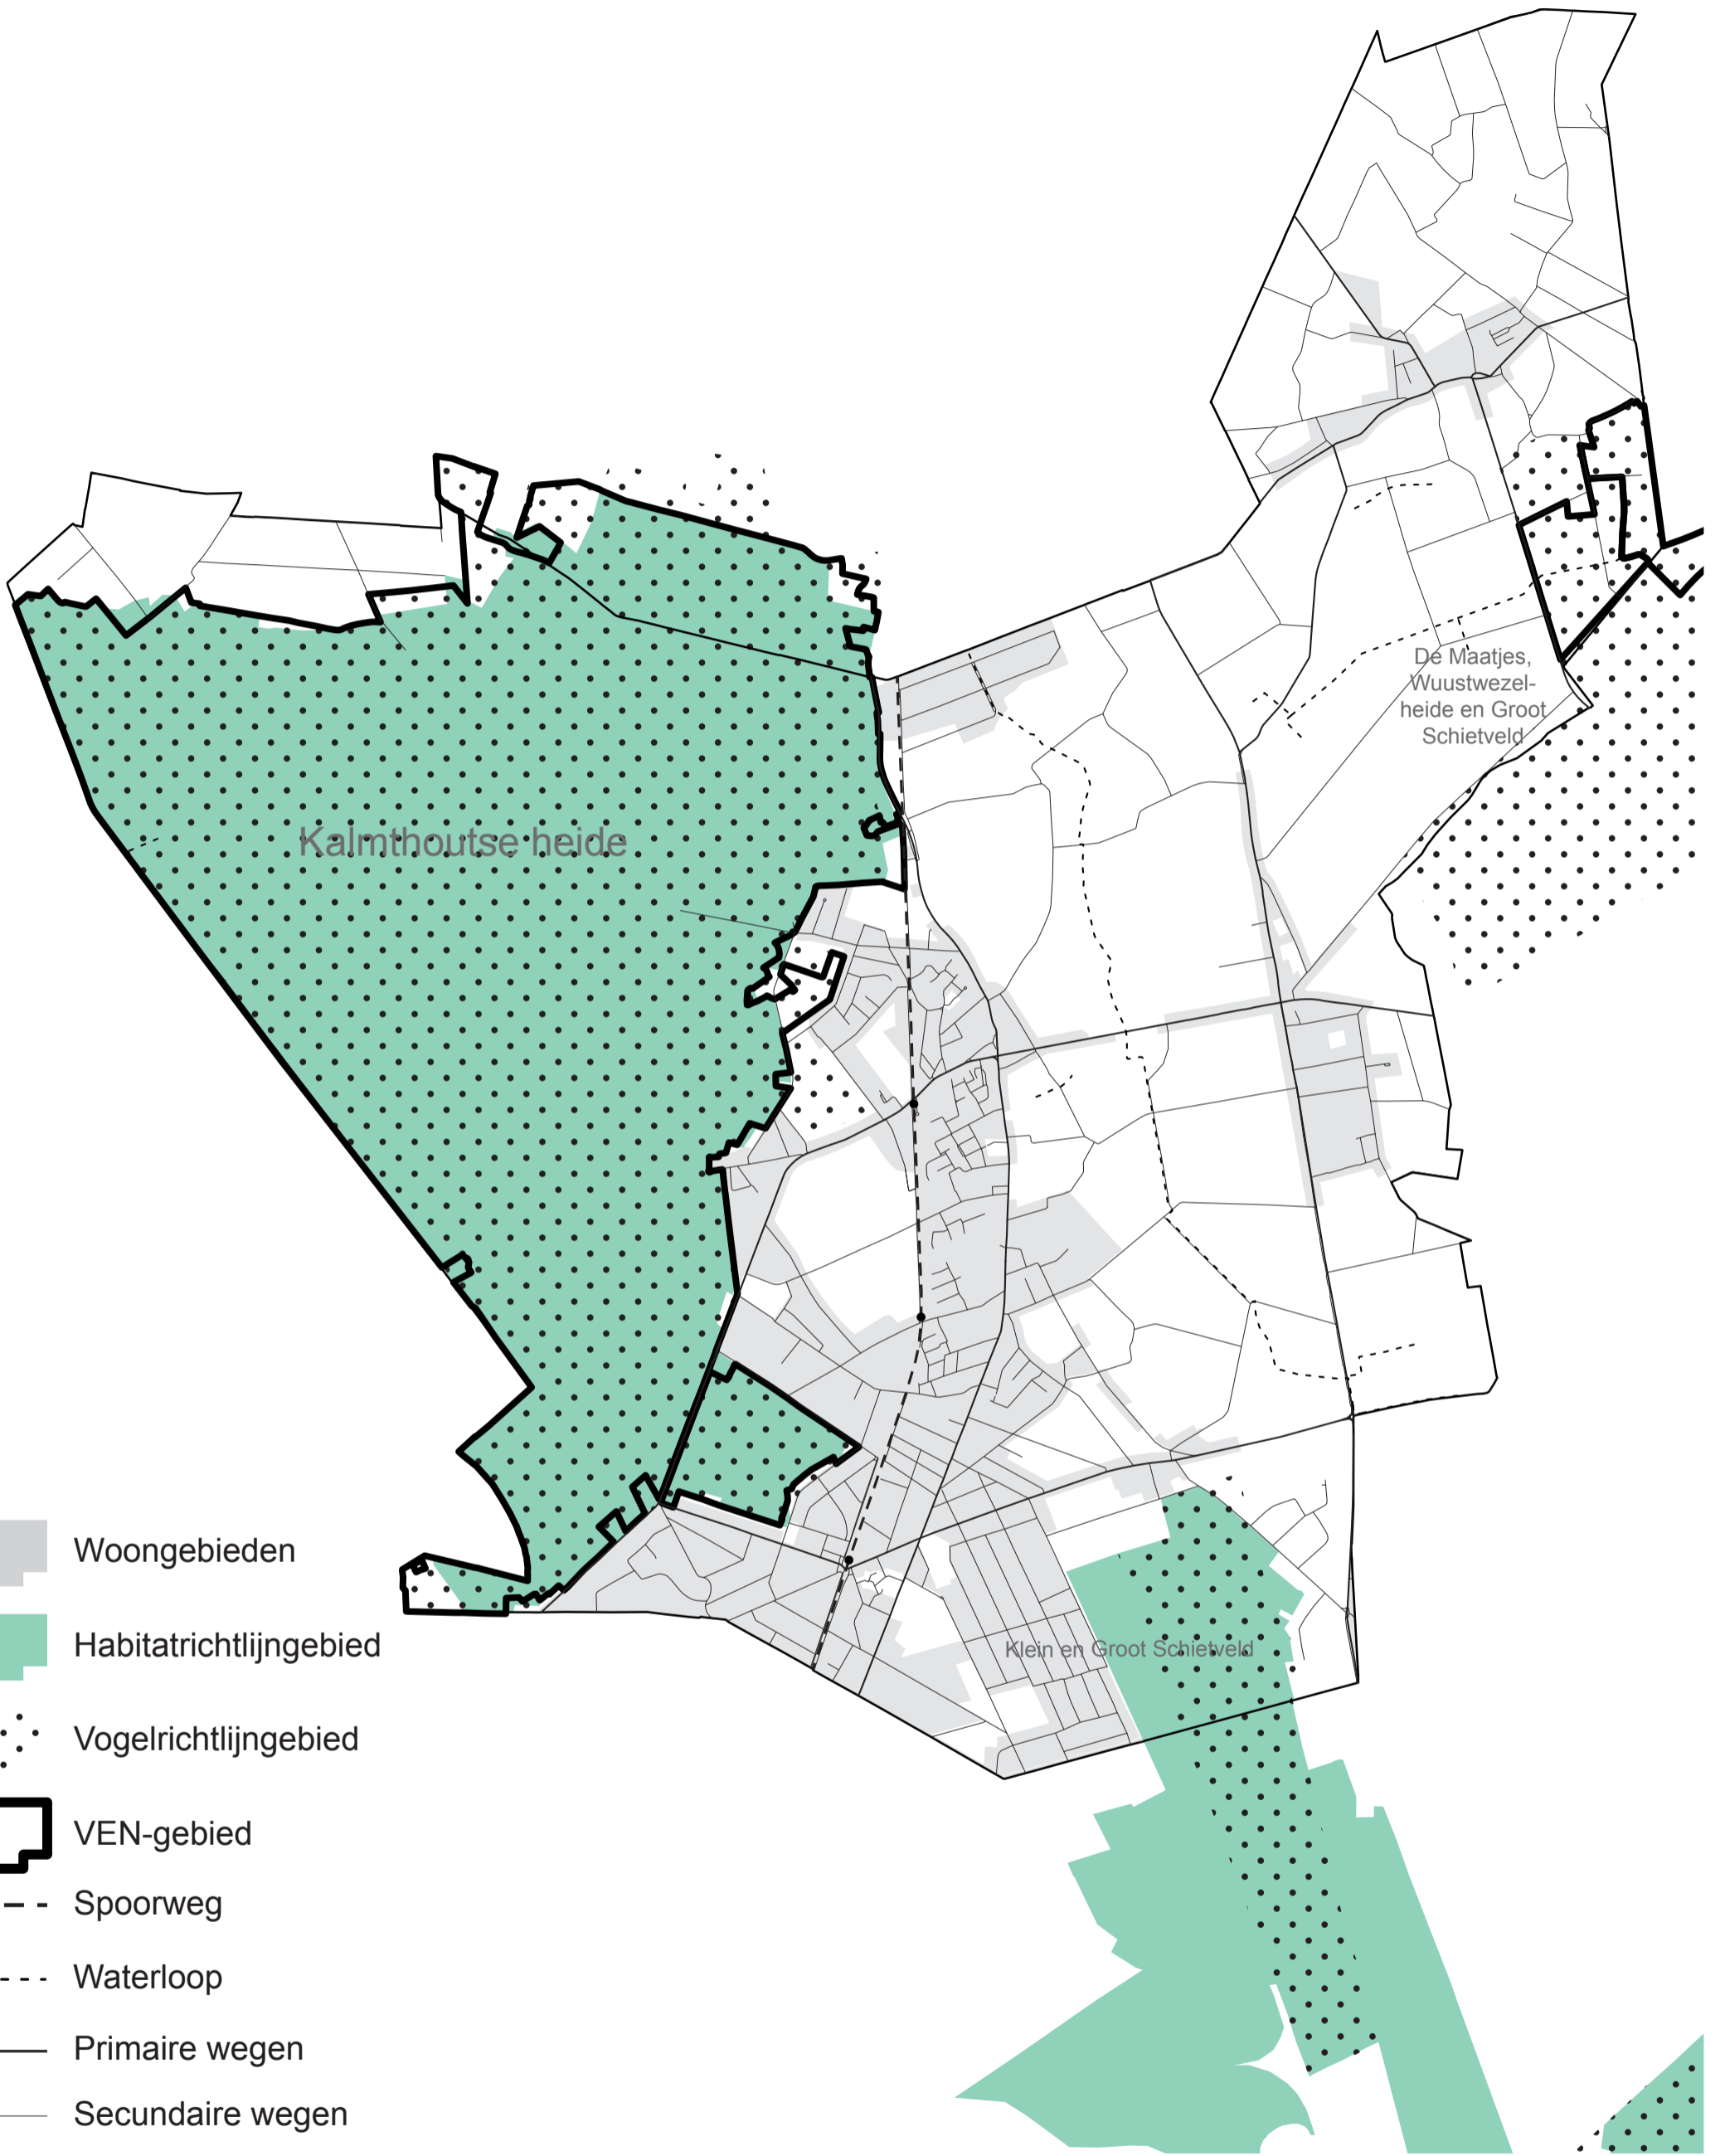 De Maatjes,
Wuustwezel-
heide en Groot
Schietveld
Kalmthoutse heide
Klein en Groot Schietveld
Woongebieden
Habitatrichtlijngebied
Vogelrichtlijngebied
VEN-gebied
Spoorweg
Waterloop
Primaire wegen
Secundaire wegen